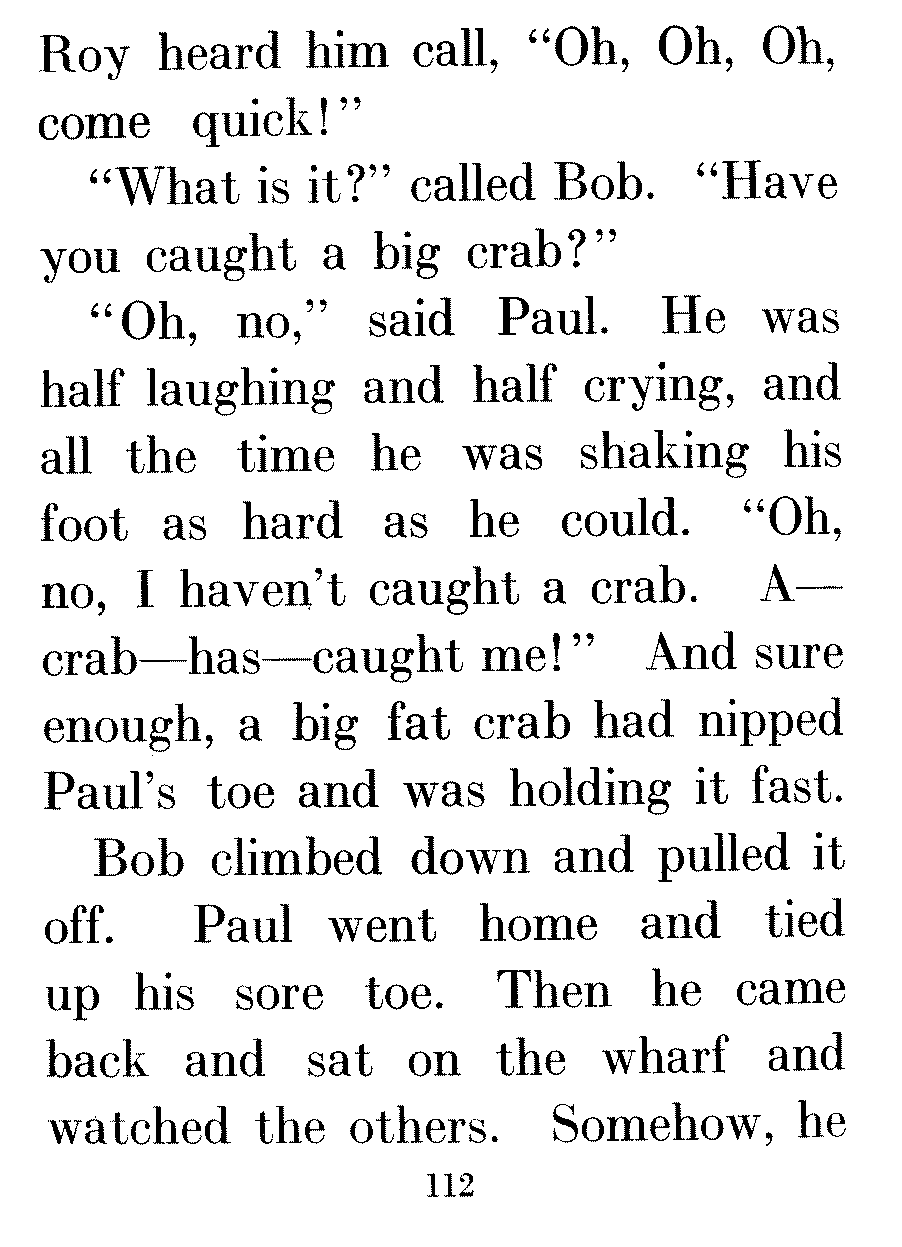 Roy heard him call, “Oh, Oh, Oh,
come quick!”
“What is it?” called Bob. “Have
you caught a big crab?”
“Oh, no,” said Paul. He was
half laughing and half crying, and
all the time he was shaking his
foot as hard as he could. “Oh,
no, I haven't caught a crab. A—
crab—has—caught me!” And sure
enough, a big fat crab had nipped
Paul's toe and was holding it fast.
Bob climbed down and pulled it
off. Paul went home and tied
up his sore toe. Then he came
back and sat on the wharf and
watched the others. Somehow, he
112